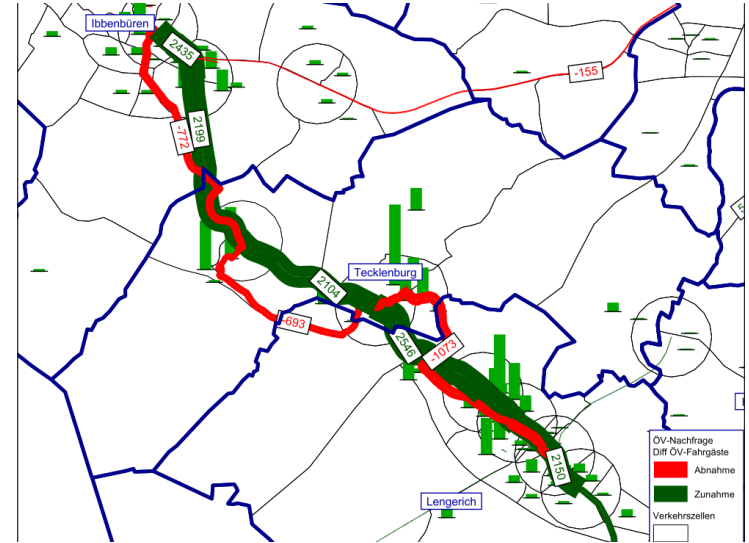 Ibbenbüren
2435
-155
2199
-772
Tecklenburg
2104
-693
2546
-1073
2150
Lengerich
ÖV-Nachfrage
Diff ÖV-Fahrgäste
Abnahme
Zunahme
Verkehrszellen